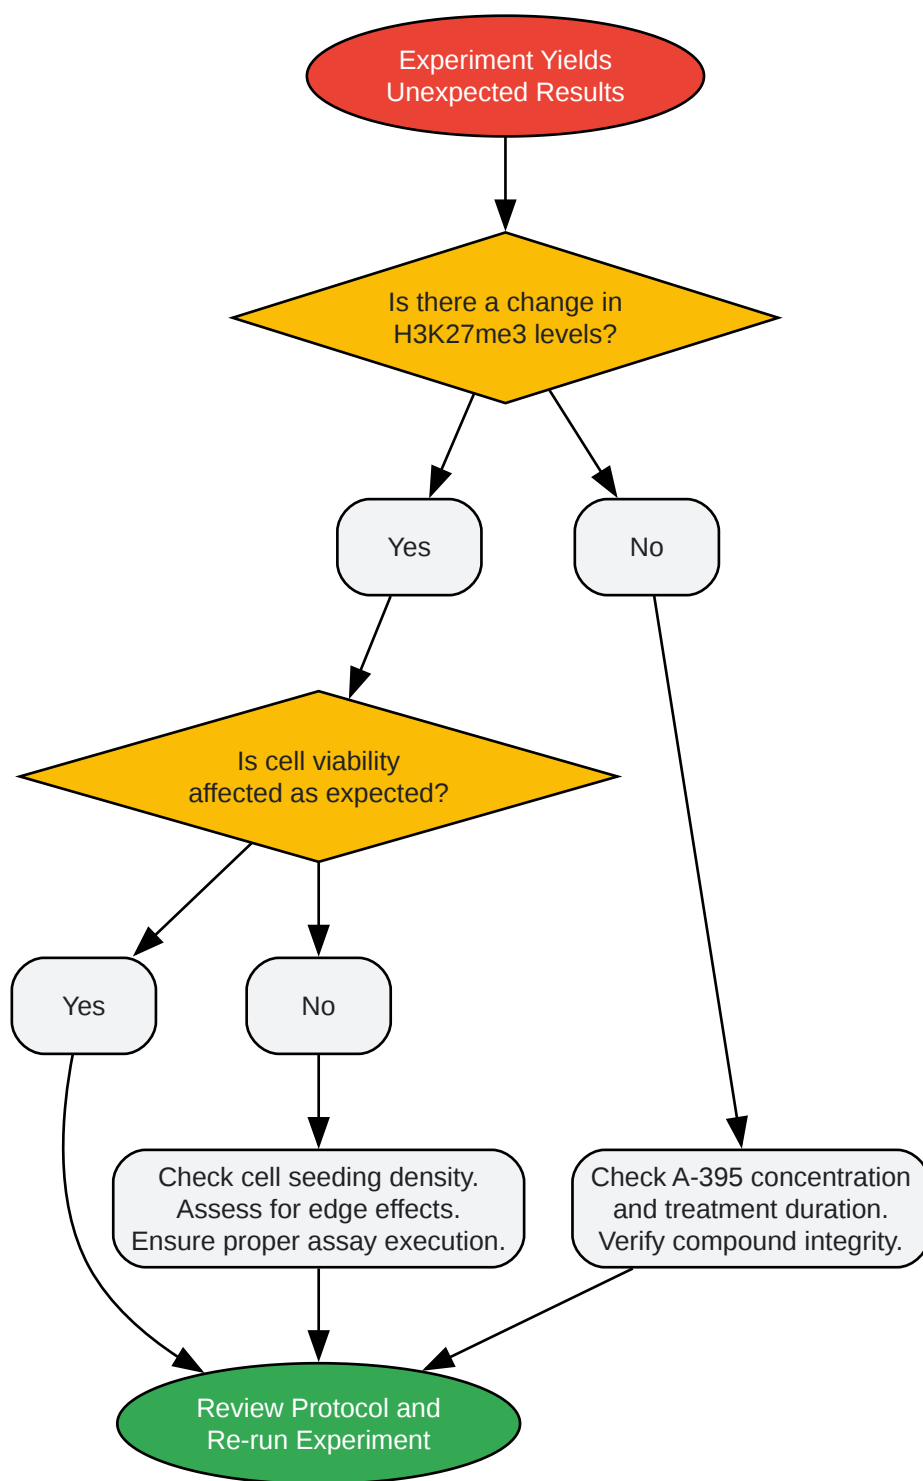 Experiment Yields
Unexpected Results
Is there a change in
H3K27me3 levels?
Yes
No
Is cell viability
affected as expected?
Yes
No
Check cell seeding density.
Assess for edge effects.
Ensure proper assay execution.
Check A-395 concentration
and treatment duration.
Verify compound integrity.
Review Protocol and
Re-run Experiment